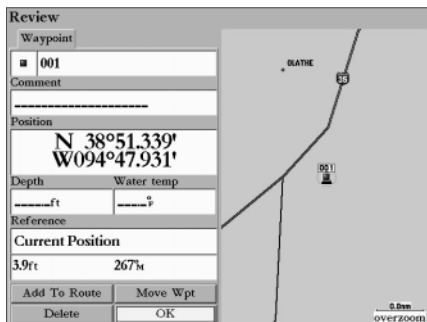 Review
Waypoint
001
Comment
--------------------
Position
N 38°51.339'
W094°47.931'
Depth Water temp
-----.-ft ----.-°F
Reference
Current Position
3.9ft 267°M
Add To Route Move Wpt
Delete OK
OLATHE
35
001
0.0nm
overzoom